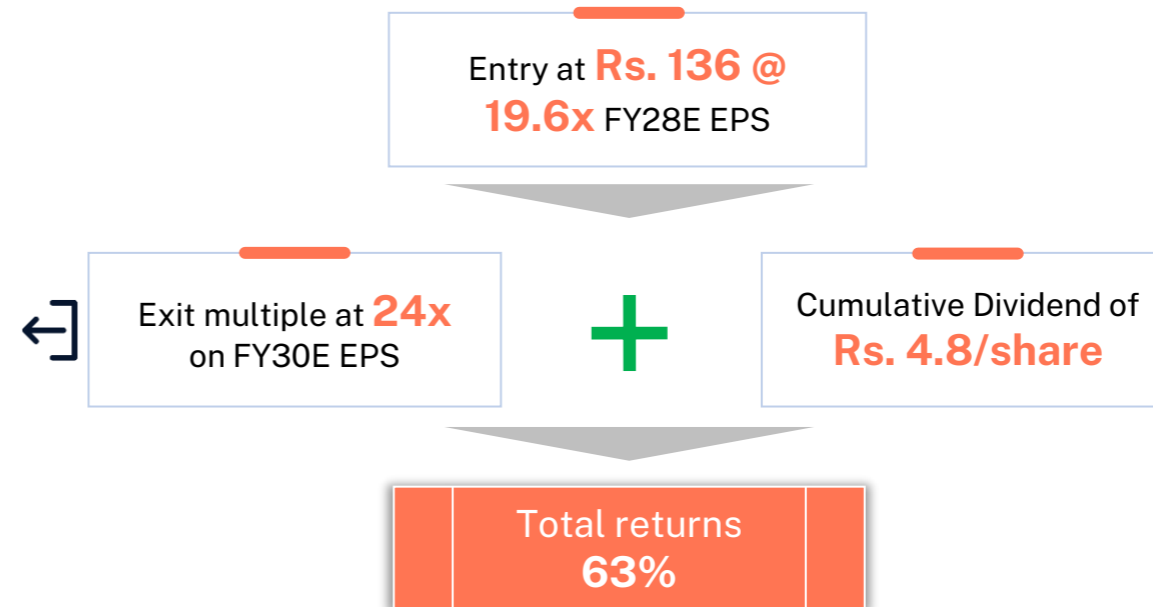 Entry at Rs. 136 @
19.6x FY28E EPS
Exit multiple at 24x
on FY30E EPS
Cumulative Dividend of
Rs. 4.8/share
Total returns
63%